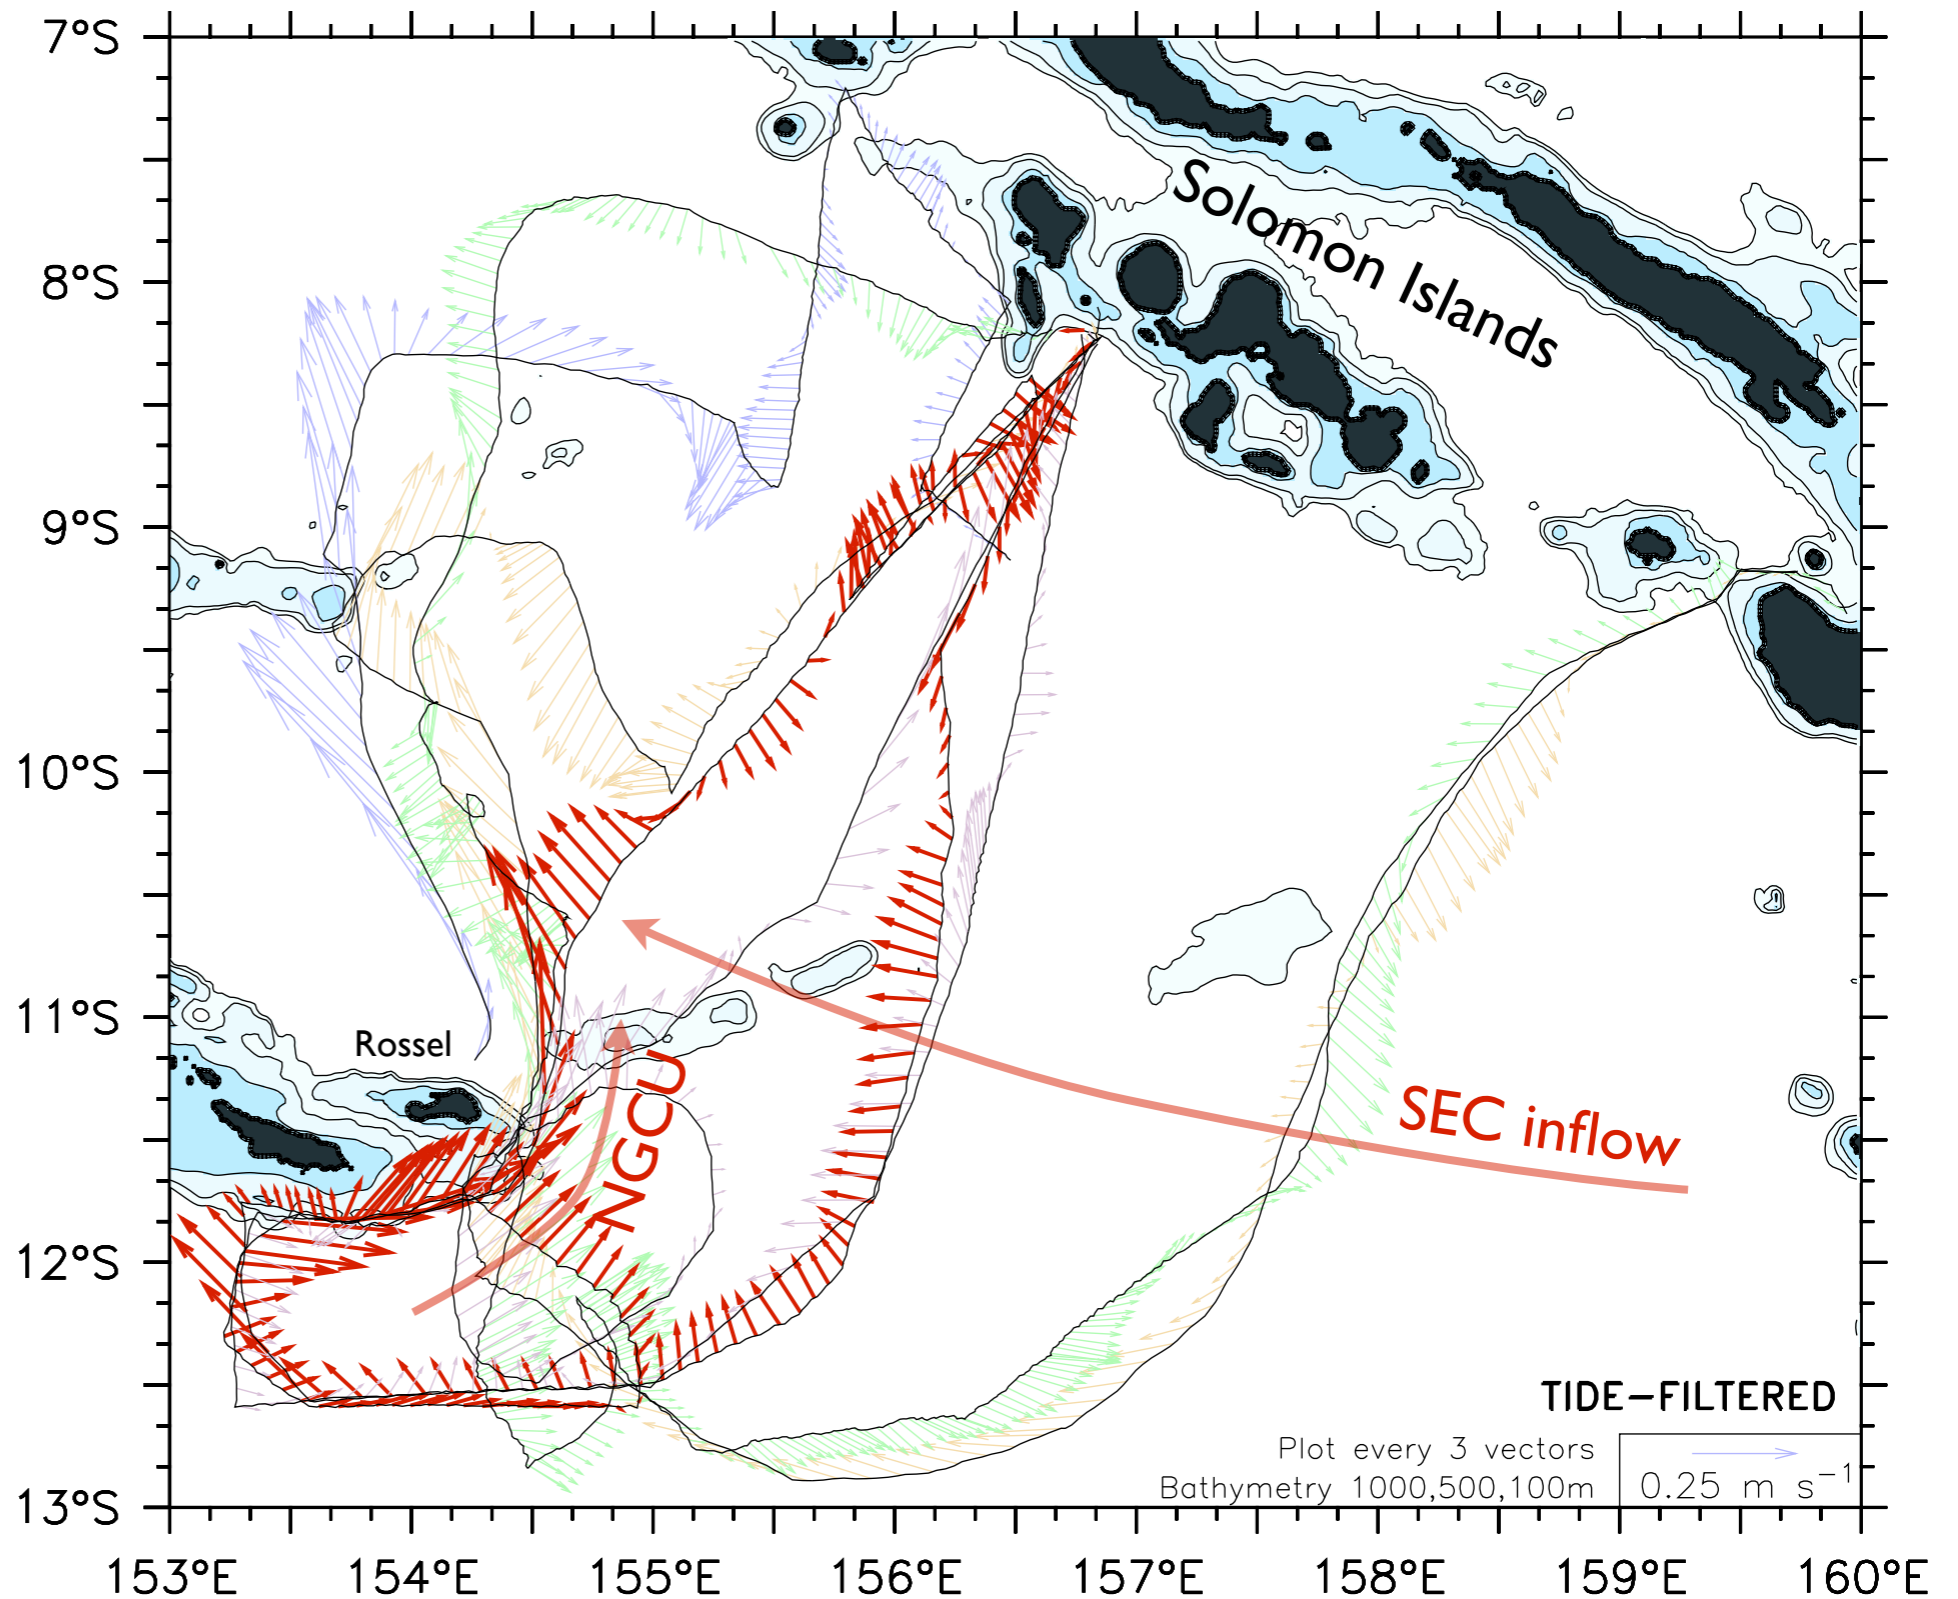 7°S
8°S
9°S
10°S
11°S
12°S
13°S
Solomon Islands
Rossel
NGCU
SEC inflow
TIDE-FILTERED
Plot every 3 vectors
Bathymetry 1000,500,100m
0.25 m s⁻¹
153°E 154°E 155°E 156°E 157°E 158°E 159°E 160°E